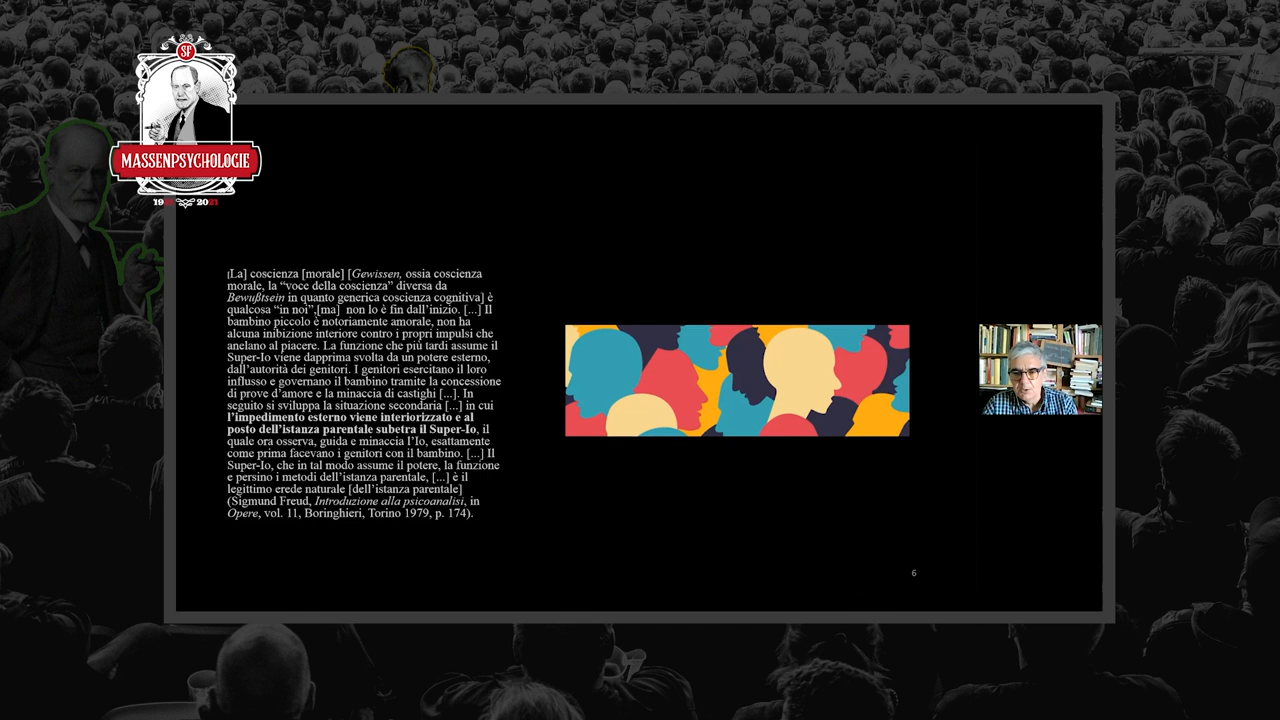 SF
MASSENPSYCHOLOGIE
1921 2021
[La] coscienza [morale] [Gewissen, ossia coscienza
morale, la “voce della coscienza” diversa da
Bewußtsein in quanto generica coscienza cognitiva] è
qualcosa “in noi”,[ma] non lo è fin dall’inizio. [...] Il
bambino piccolo è notoriamente amorale, non ha
alcuna inibizione interiore contro i propri impulsi che
anelano al piacere. La funzione che più tardi assume il
Super-Io viene dapprima svolta da un potere esterno,
dall’autorità dei genitori. I genitori esercitano il loro
influsso e governano il bambino tramite la concessione
di prove d’amore e la minaccia di castighi [...]. In
seguito si sviluppa la situazione secondaria [...] in cui
l’impedimento esterno viene interiorizzato e al
posto dell’istanza parentale subetra il Super-Io, il
quale ora osserva, guida e minaccia l’Io, esattamente
come prima facevano i genitori con il bambino. [...] Il
Super-Io, che in tal modo assume il potere, la funzione
e persino i metodi dell’istanza parentale, [...] è il
legittimo erede naturale [dell’istanza parentale]
(Sigmund Freud, Introduzione alla psicoanalisi, in
Opere, vol. 11, Boringhieri, Torino 1979, p. 174).
6